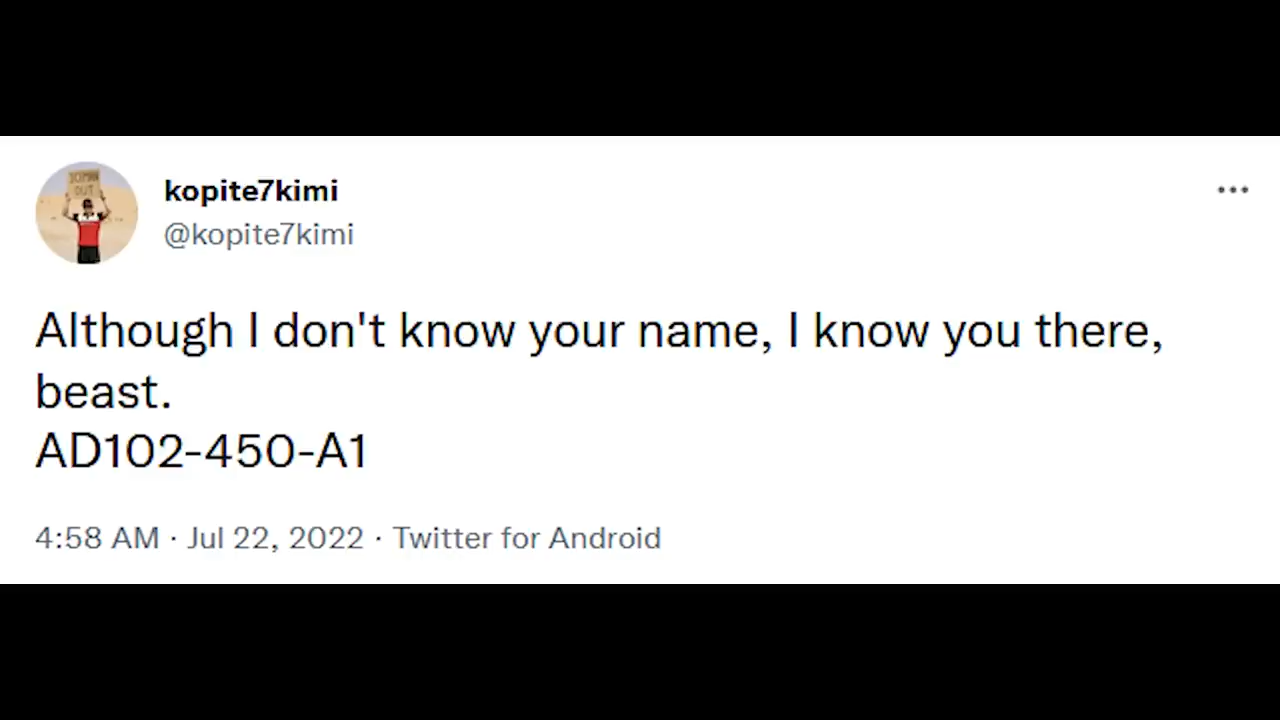 kopite7kimi
@kopite7kimi
Although I don't know your name, I know you there,
beast.
AD102-450-A1
4:58 AM · Jul 22, 2022 · Twitter for Android